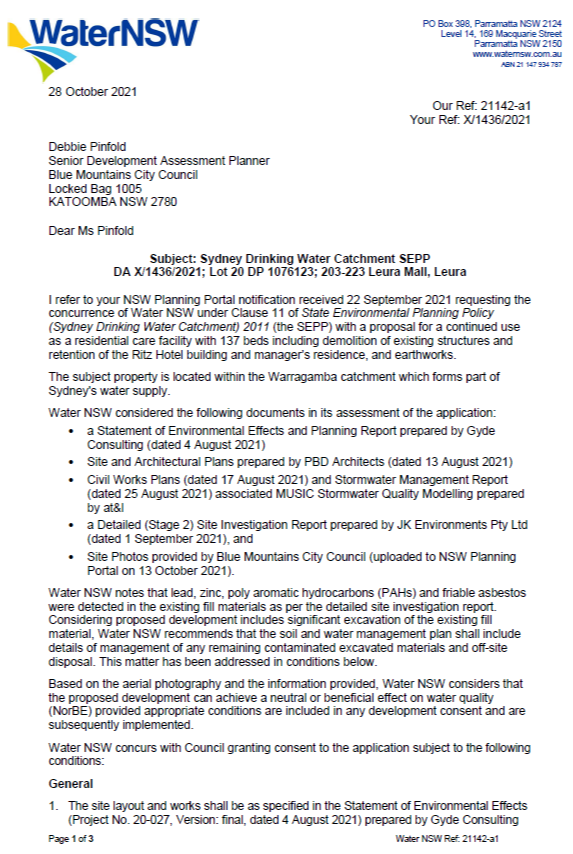 WaterNSW
PO Box 398, Parramatta NSW 2124
Level 14, 169 Macquarie Street
Parramatta NSW 2150
www.waternsw.com.au
ABN 21 147 934 787
28 October 2021
Our Ref: 21142-a1
Your Ref: X/1436/2021
Debbie Pinfold
Senior Development Assessment Planner
Blue Mountains City Council
Locked Bag 1005
KATOOMBA NSW 2780
Dear Ms Pinfold
Subject: Sydney Drinking Water Catchment SEPP
DA X/1436/2021; Lot 20 DP 1076123; 203-223 Leura Mall, Leura
I refer to your NSW Planning Portal notification received 22 September 2021 requesting the
concurrence of Water NSW under Clause 11 of State Environmental Planning Policy
(Sydney Drinking Water Catchment) 2011 (the SEPP) with a proposal for a continued use
as a residential care facility with 137 beds including demolition of existing structures and
retention of the Ritz Hotel building and manager's residence, and earthworks.
The subject property is located within the Warragamba catchment which forms part of
Sydney's water supply.
Water NSW considered the following documents in its assessment of the application:
• a Statement of Environmental Effects and Planning Report prepared by Gyde
Consulting (dated 4 August 2021)
• Site and Architectural Plans prepared by PBD Architects (dated 13 August 2021)
• Civil Works Plans (dated 17 August 2021) and Stormwater Management Report
(dated 25 August 2021) associated MUSIC Stormwater Quality Modelling prepared
by at&l
• a Detailed (Stage 2) Site Investigation Report prepared by JK Environments Pty Ltd
(dated 1 September 2021), and
• Site Photos provided by Blue Mountains City Council (uploaded to NSW Planning
Portal on 13 October 2021).
Water NSW notes that lead, zinc, poly aromatic hydrocarbons (PAHs) and friable asbestos
were detected in the existing fill materials as per the detailed site investigation report.
Considering proposed development includes significant excavation of the existing fill
material, Water NSW recommends that the soil and water management plan shall include
details of management of any remaining contaminated excavated materials and off-site
disposal. This matter has been addressed in conditions below.
Based on the aerial photography and the information provided, Water NSW considers that
the proposed development can achieve a neutral or beneficial effect on water quality
(NorBE) provided appropriate conditions are included in any development consent and are
subsequently implemented.
Water NSW concurs with Council granting consent to the application subject to the following
conditions:
General
1. The site layout and works shall be as specified in the Statement of Environmental Effects
(Project No. 20-027, Version: final, dated 4 August 2021) prepared by Gyde Consulting
Page 1 of 3
Water NSW Ref: 21142-a1